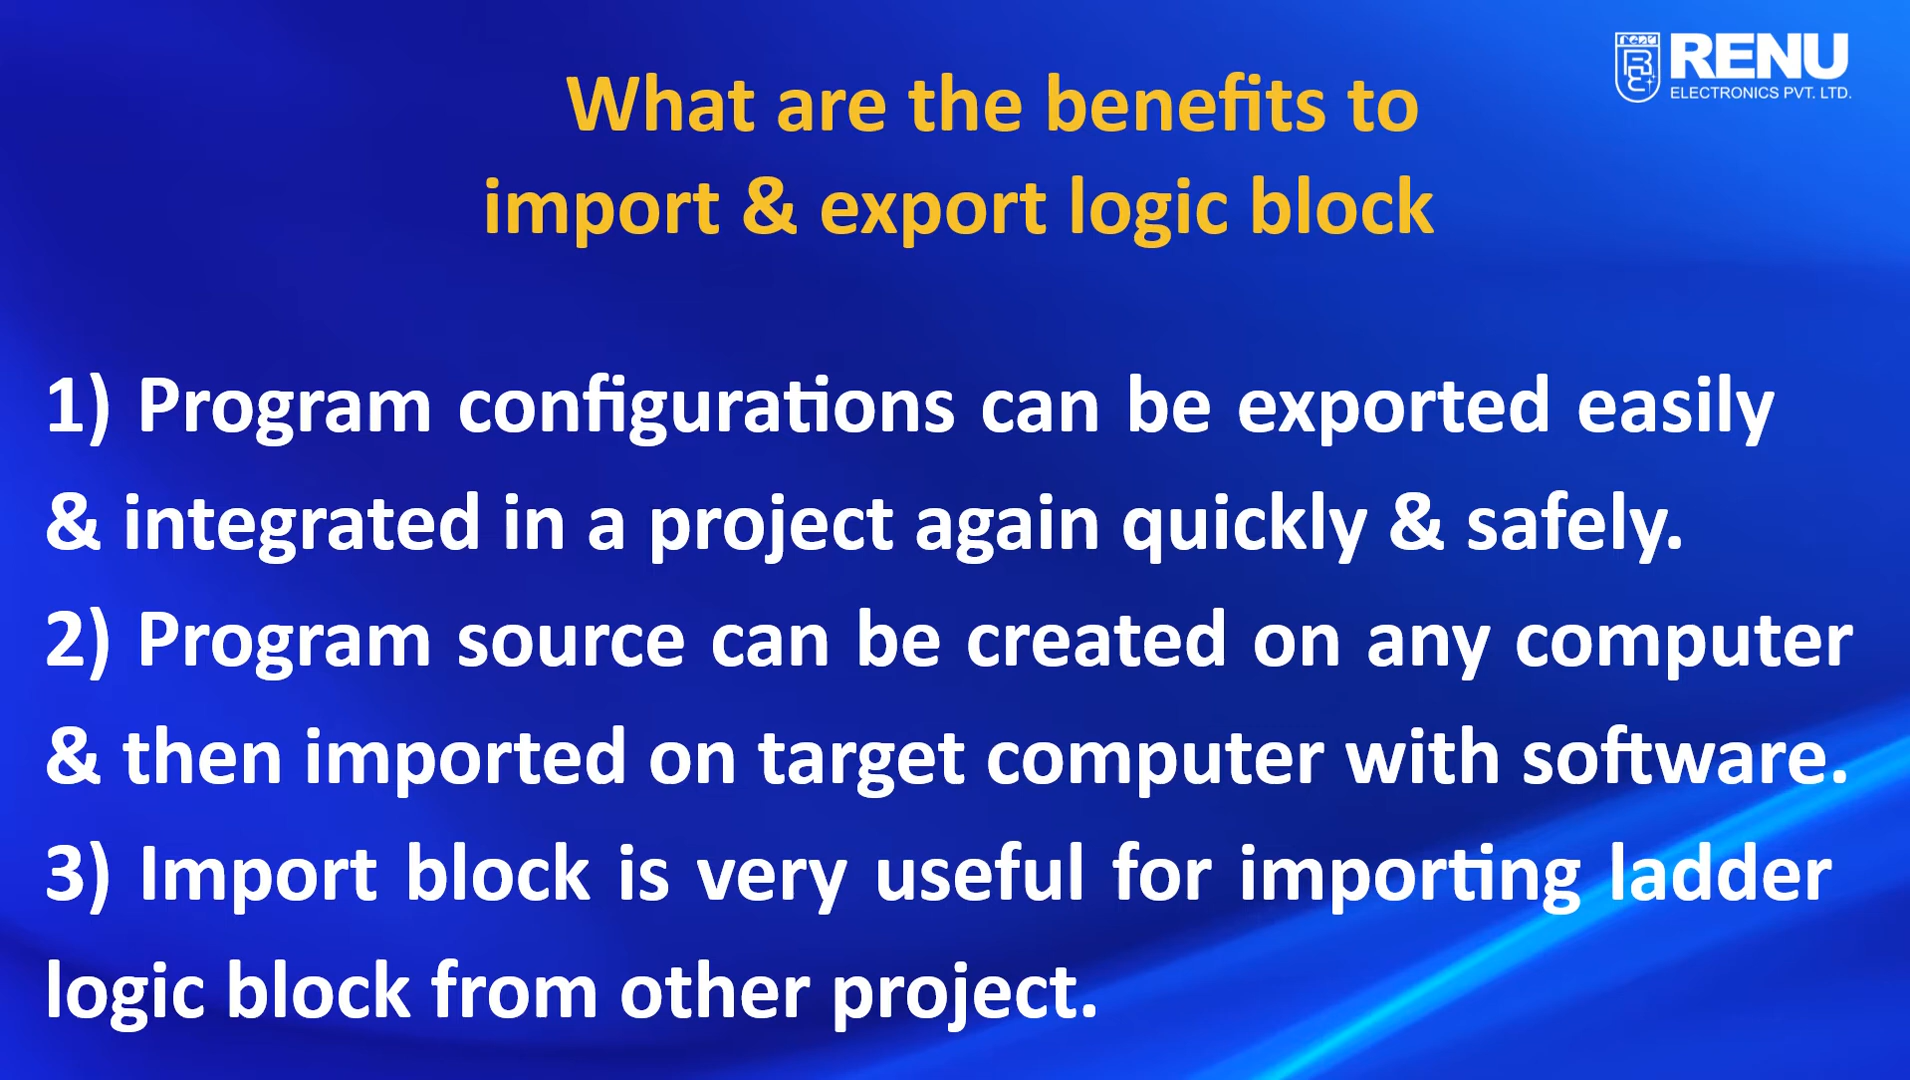 renu
RENU
ELECTRONICS PVT. LTD.
What are the benefits to
import & export logic block
1) Program configurations can be exported easily
& integrated in a project again quickly & safely.
2) Program source can be created on any computer
& then imported on target computer with software.
3) Import block is very useful for importing ladder
logic block from other project.